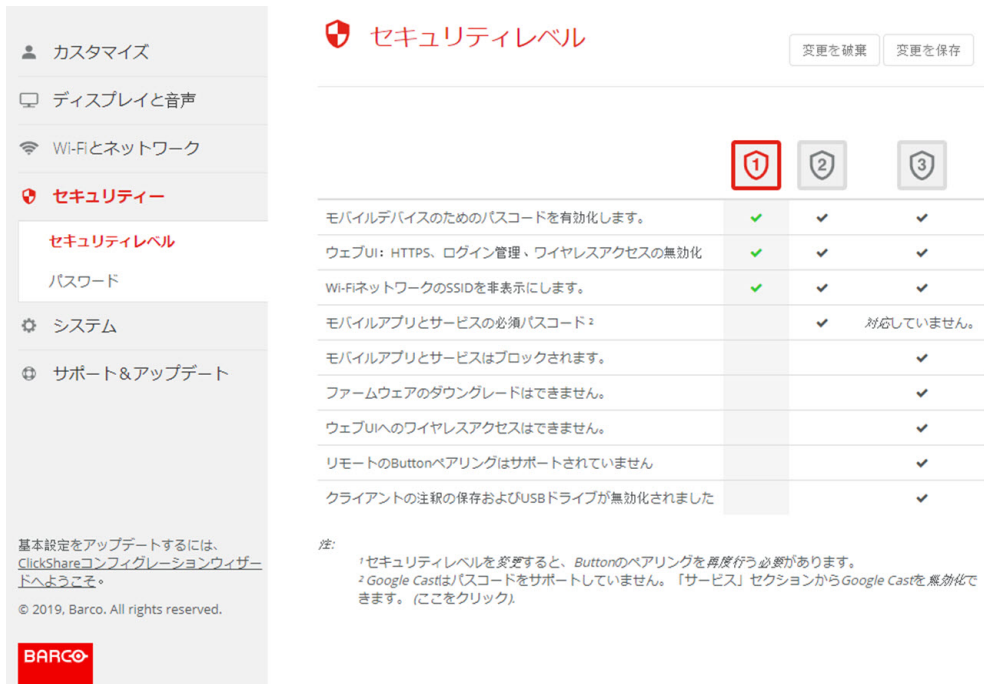 カスタマイズ
ディスプレイと音声
Wi-Fiとネットワーク
セキュリティー
セキュリティレベル
パスワード
システム
サポート＆アップデート
基本設定をアップデートするには、
ClickShareコンフィグレーションウィザー
ドへようこそ。
© 2019, Barco. All rights reserved.
BARCO
セキュリティレベル
変更を破棄 変更を保存
1 2 3
モバイルデバイスのためのパスコードを有効化します。
ウェブUI：HTTPS、ログイン管理、ワイヤレスアクセスの無効化
Wi-FiネットワークのSSIDを非表示にします。
モバイルアプリとサービスの必須パスコード ² 対応していません。
モバイルアプリとサービスはブロックされます。
ファームウェアのダウングレードはできません。
ウェブUIへのワイヤレスアクセスはできません。
リモートのButtonペアリングはサポートされていません
クライアントの注釈の保存およびUSBドライブが無効化されました
注:
¹ セキュリティレベルを変更すると、Buttonのペアリングを再度行う必要があります。
² Google Castはパスコードをサポートしていません。「サービス」セクションからGoogle Castを無効化で
きます。 (ここをクリック).